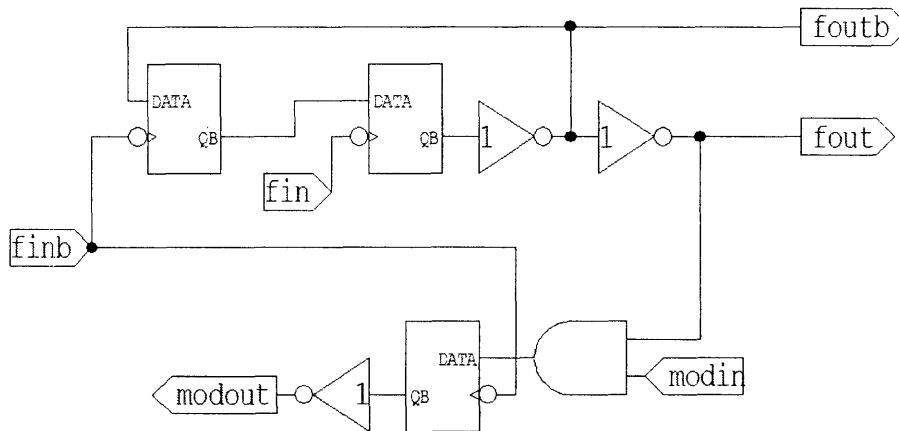 foutb
DATA
QB
DATA
QB
1
1
fout
fin
finb
DATA
QB
1
modout
modin